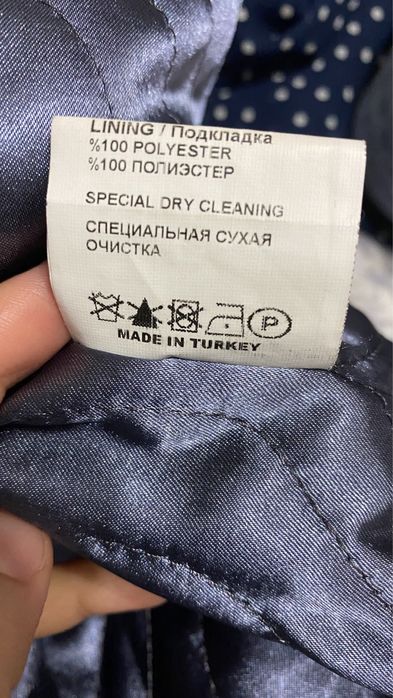 LINING / Подкладка
%100 POLYESTER
%100 ПОЛИЭСТЕР
SPECIAL DRY CLEANING
СПЕЦИАЛЬНАЯ СУХАЯ
ОЧИСТКА
P
MADE IN TURKEY